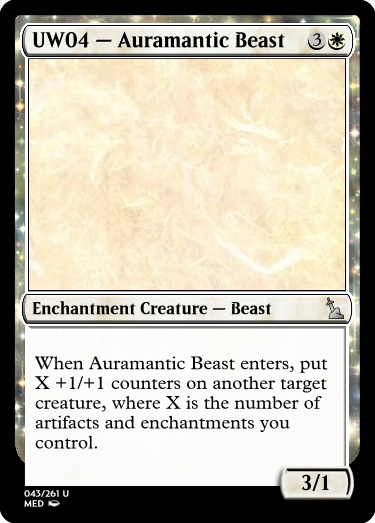 UW04 — Auramantic Beast 3
Enchantment Creature — Beast
When Auramantic Beast enters, put
X +1/+1 counters on another target
creature, where X is the number of
artifacts and enchantments you
control.
3/1
043/261 U
MED